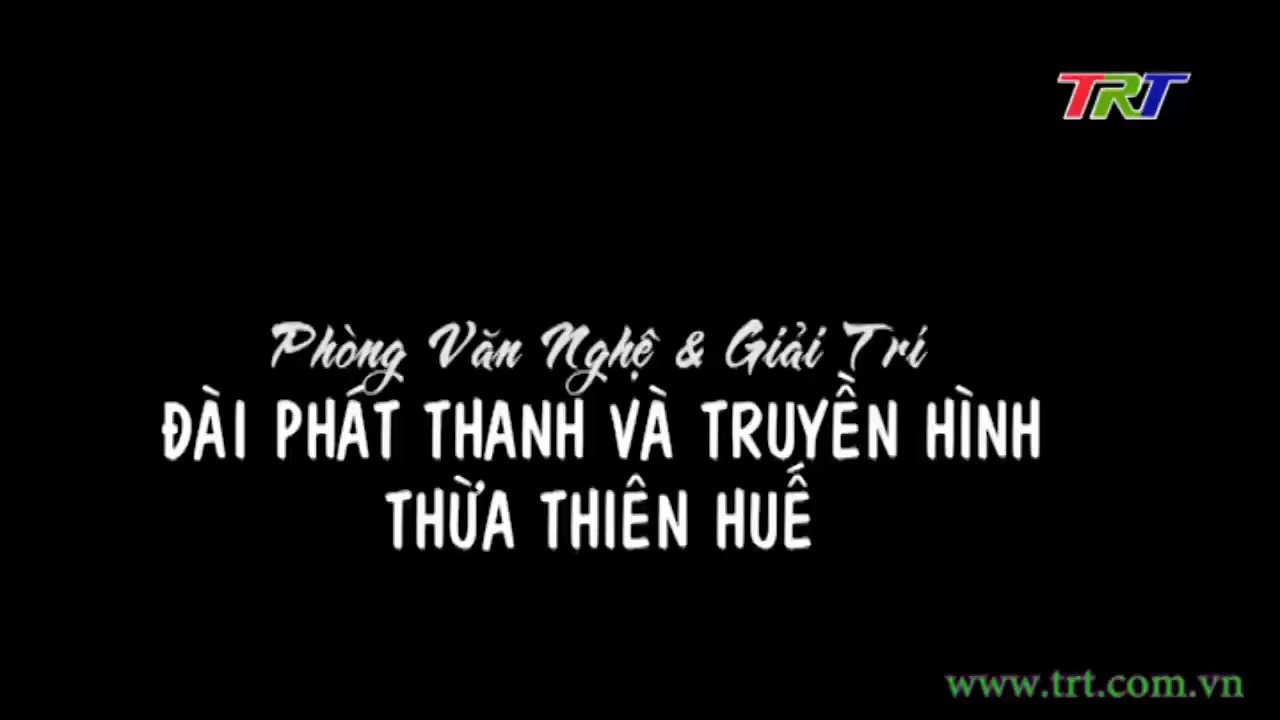 TRT
Phòng Văn Nghệ & Giải Trí
ĐÀI PHÁT THANH VÀ TRUYỀN HÌNH
THỪA THIÊN HUẾ
www.trt.com.vn